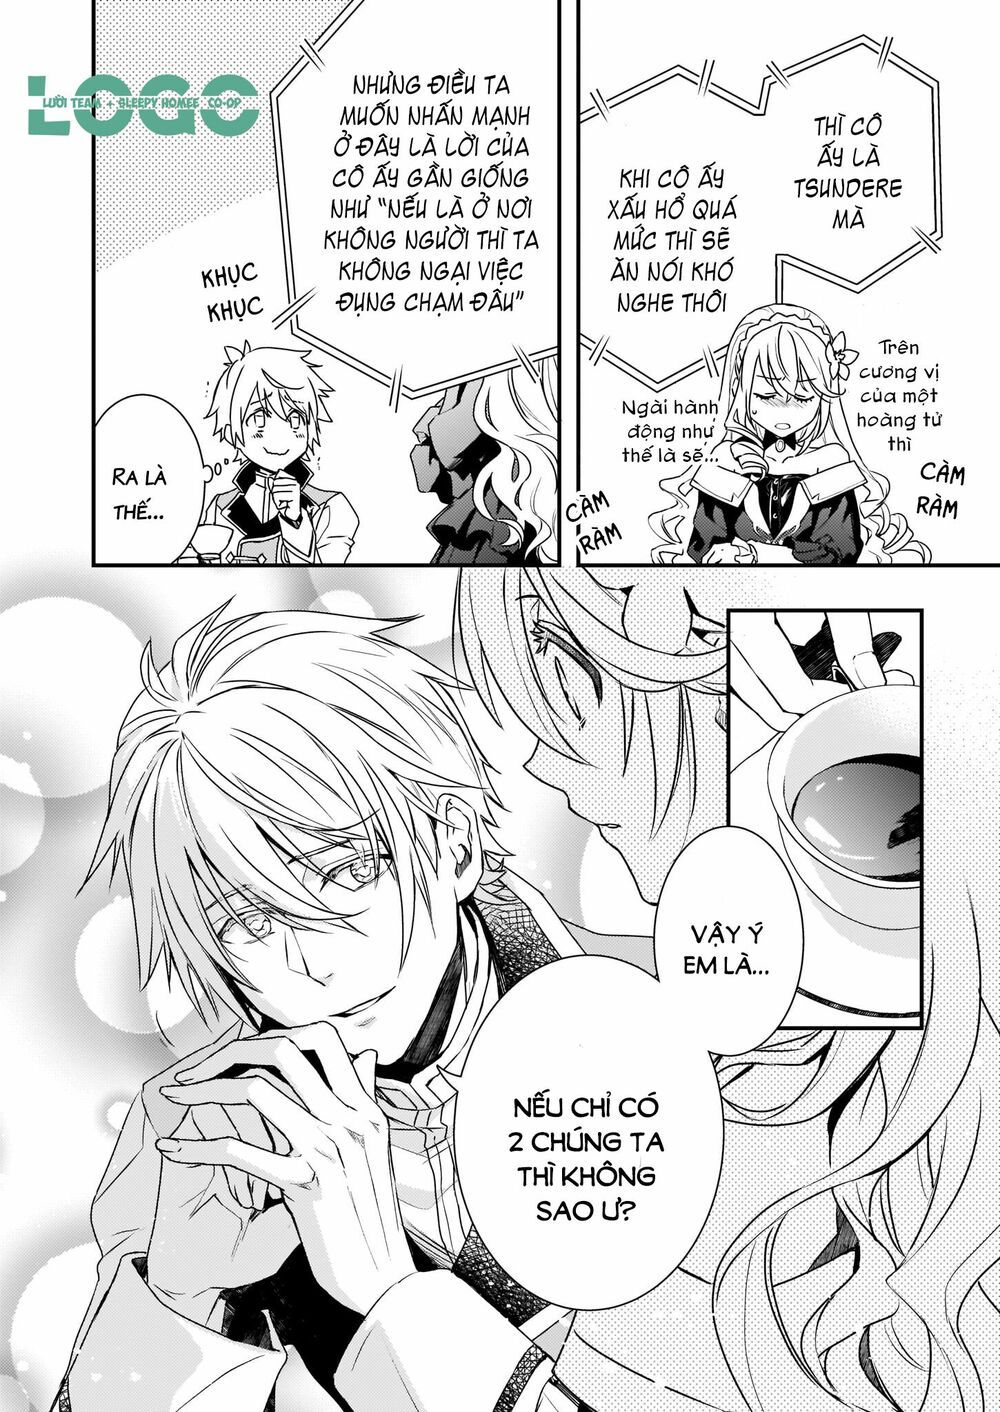 LOGO
LƯỜI TEAM + SLEEPY HOMEE CO-OP
THÌ CÔ
ẤY LÀ
TSUNDERE
MÀ
KHI CÔ ẤY
XẤU HỔ QUÁ
MỨC THÌ SẼ
ĂN NÓI KHÓ
NGHE THÔI
Trên
cương vị
của một
hoàng tử
thì
Ngài hành
động như
thế là sẽ...
CÀM
RÀM
CÀM
RÀM
NHƯNG ĐIỀU TA
MUỐN NHẤN MẠNH
Ở ĐÂY LÀ LỜI CỦA
CÔ ẤY GẦN GIỐNG
NHƯ "NẾU LÀ Ở NƠI
KHÔNG NGƯỜI THÌ TA
KHÔNG NGẠI VIỆC
ĐỤNG CHẠM ĐÂU"
KHỤC
KHỤC
RA LÀ
THẾ...
VẬY Ý
EM LÀ...
NẾU CHỈ CÓ
2 CHÚNG TA
THÌ KHÔNG
SAO Ư?